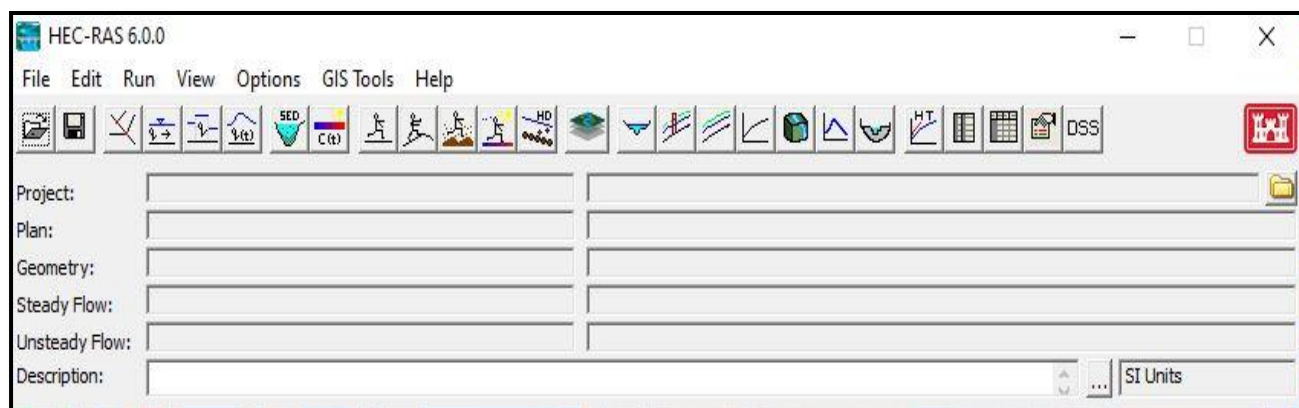 HEC-RAS 6.0.0
File Edit Run View Options GIS Tools Help
SED C(t) HD HT DSS
Project:
Plan:
Geometry:
Steady Flow:
Unsteady Flow:
Description: ... SI Units